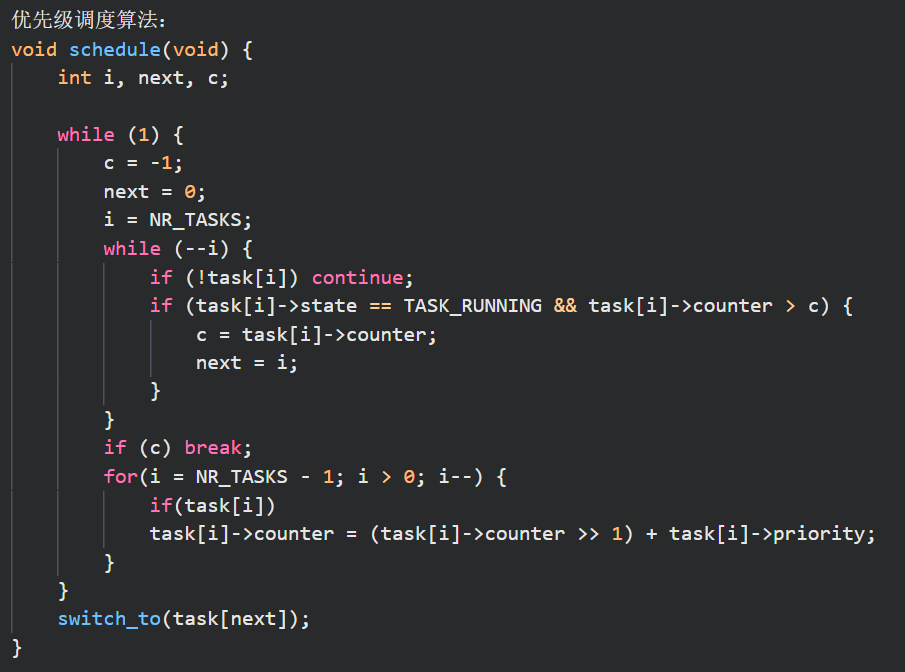 优先级调度算法:
void schedule(void) {
    int i, next, c;

    while (1) {
        c = -1;
        next = 0;
        i = NR_TASKS;
        while (--i) {
            if (!task[i]) continue;
            if (task[i]->state == TASK_RUNNING && task[i]->counter > c) {
                c = task[i]->counter;
                next = i;
            }
        }
        if (c) break;
        for(i = NR_TASKS - 1; i > 0; i--) {
            if(task[i])
            task[i]->counter = (task[i]->counter >> 1) + task[i]->priority;
        }
    }
    switch_to(task[next]);
}